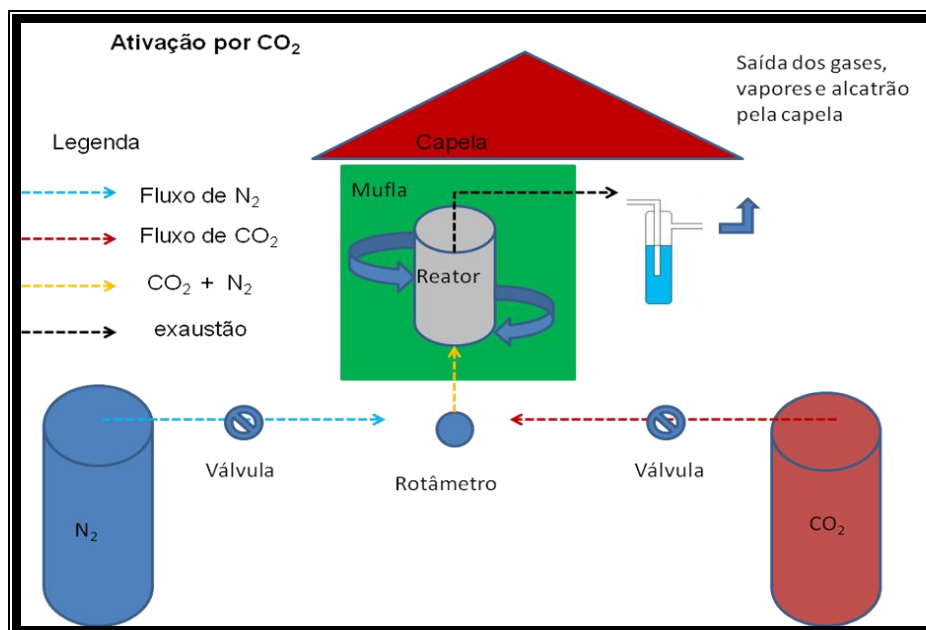 Ativação por CO₂
Saída dos gases,
vapores e alcatrão
pela capela
Legenda
Capela
Mufla
Fluxo de N₂
Fluxo de CO₂
Reator
CO₂ + N₂
exaustão
Válvula
Rotâmetro
Válvula
N₂
CO₂